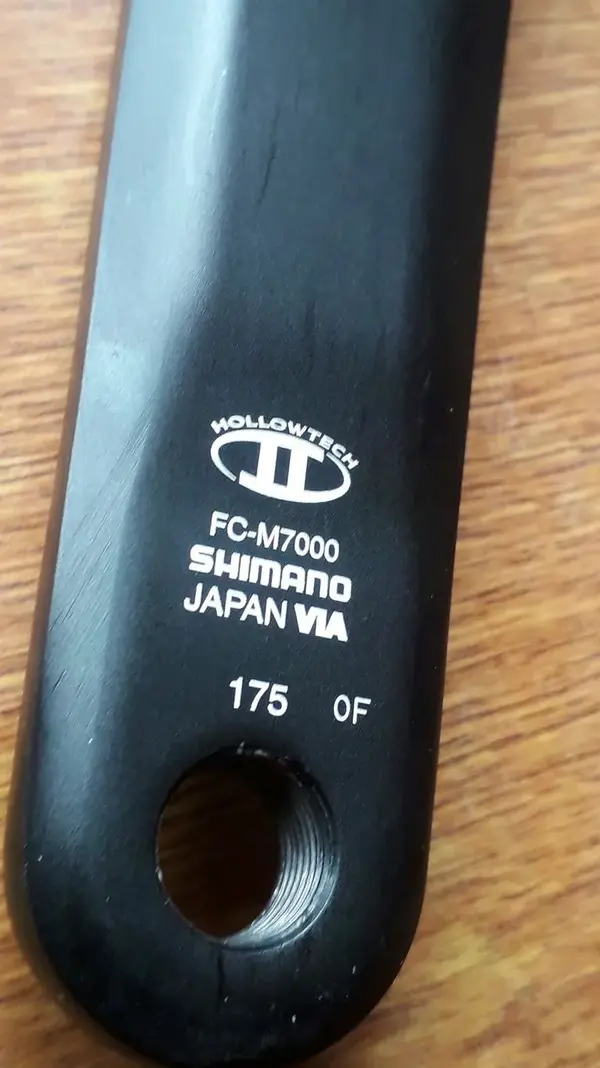 HOLLOWTECH
II
FC-M7000
SHIMANO
JAPAN VIA
175 OF